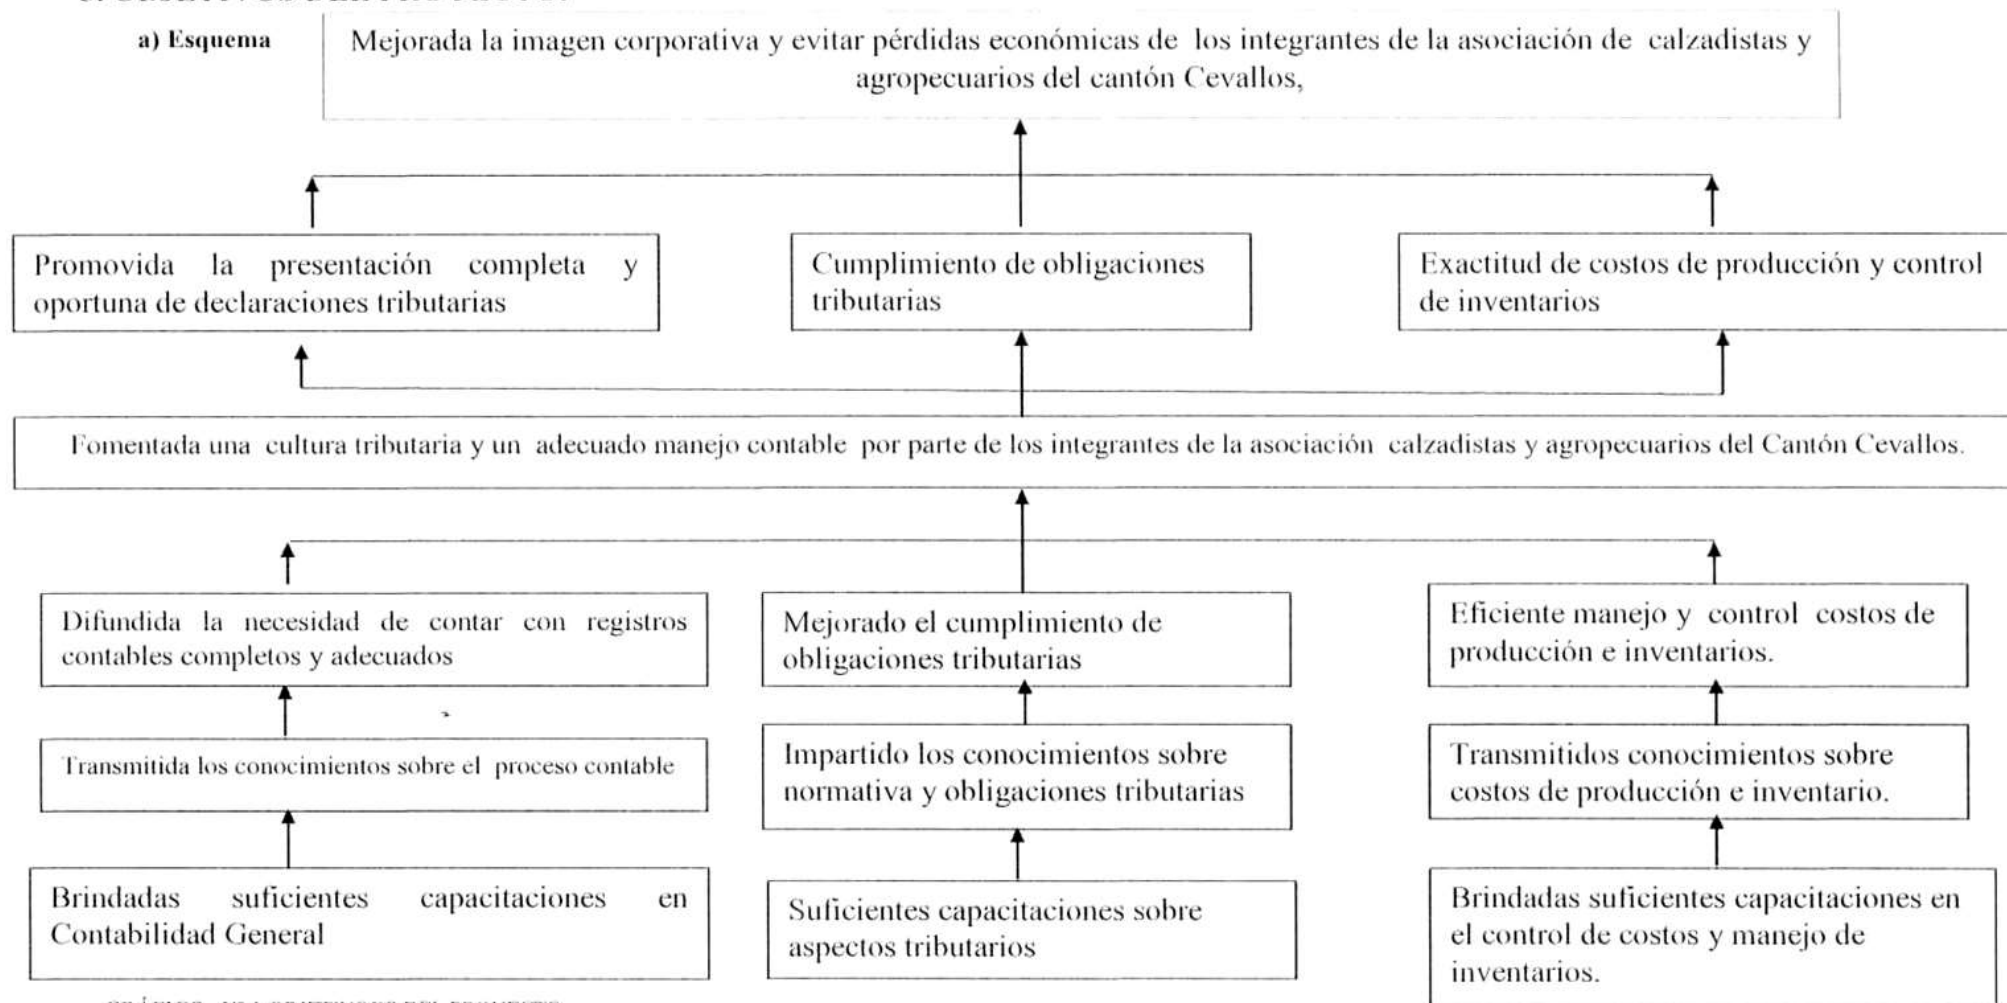 a) Esquema
Mejorada la imagen corporativa y evitar pérdidas económicas de los integrantes de la asociación de calzadistas y
agropecuarios del cantón Cevallos,
Promovida la presentación completa y
oportuna de declaraciones tributarias
Cumplimiento de obligaciones
tributarias
Exactitud de costos de producción y control
de inventarios
Fomentada una cultura tributaria y un adecuado manejo contable por parte de los integrantes de la asociación calzadistas y agropecuarios del Cantón Cevallos.
Difundida la necesidad de contar con registros
contables completos y adecuados
Mejorado el cumplimiento de
obligaciones tributarias
Eficiente manejo y control costos de
producción e inventarios.
Transmitida los conocimientos sobre el proceso contable
Impartido los conocimientos sobre
normativa y obligaciones tributarias
Transmitidos conocimientos sobre
costos de producción e inventario.
Brindadas suficientes capacitaciones en
Contabilidad General
Suficientes capacitaciones sobre
aspectos tributarios
Brindadas suficientes capacitaciones en
el control de costos y manejo de
inventarios.